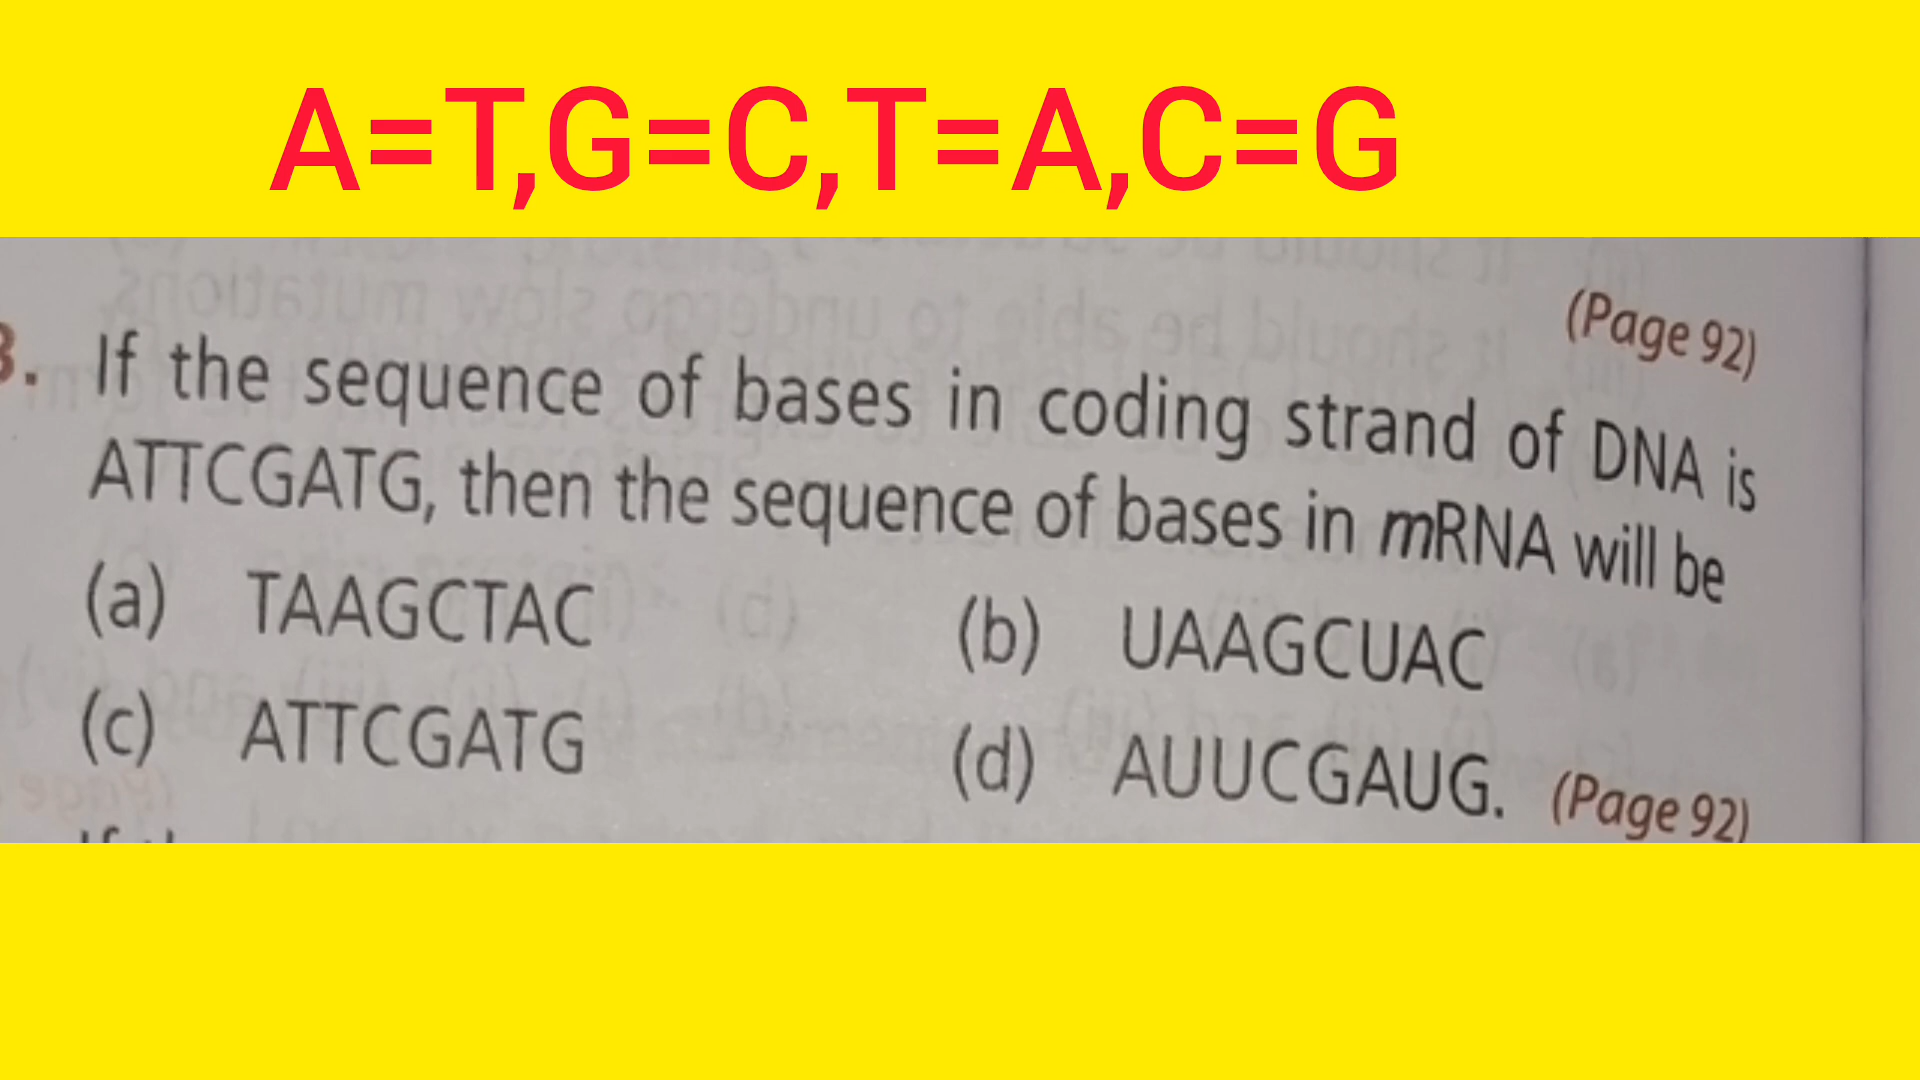 A=T,G=C,T=A,C=G
(Page 92)
3. If the sequence of bases in coding strand of DNA is
ATTCGATG, then the sequence of bases in mRNA will be
(a) TAAGCTAC (b) UAAGCUAC
(c) ATTCGATG (d) AUUCGAUG. (Page 92)